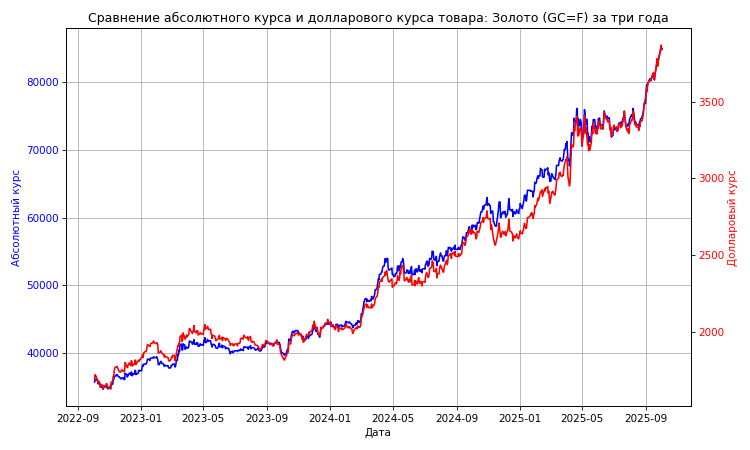 Сравнение абсолютного курса и долларового курса товара: Золото (GC=F) за три года
Абсолютный курс
80000
70000
60000
50000
40000
3500
3000
2500
2000
Долларовый курс
2022-09 2023-01 2023-05 2023-09 2024-01 2024-05 2024-09 2025-01 2025-05 2025-09
Дата